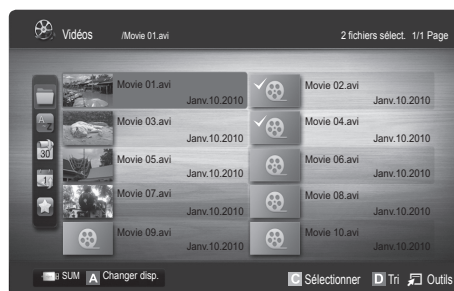 Vidéos /Movie 01.avi 2 fichiers sélect. 1/1 Page
Movie 01.avi
Janv.10.2010
Movie 02.avi
Janv.10.2010
Movie 03.avi
Janv.10.2010
Movie 04.avi
Janv.10.2010
Movie 05.avi
Janv.10.2010
Movie 06.avi
Janv.10.2010
Movie 07.avi
Janv.10.2010
Movie 08.avi
Janv.10.2010
Movie 09.avi
Janv.10.2010
Movie 10.avi
Janv.10.2010
30
1
SUM A Changer disp. C Sélectionner D Tri Outils